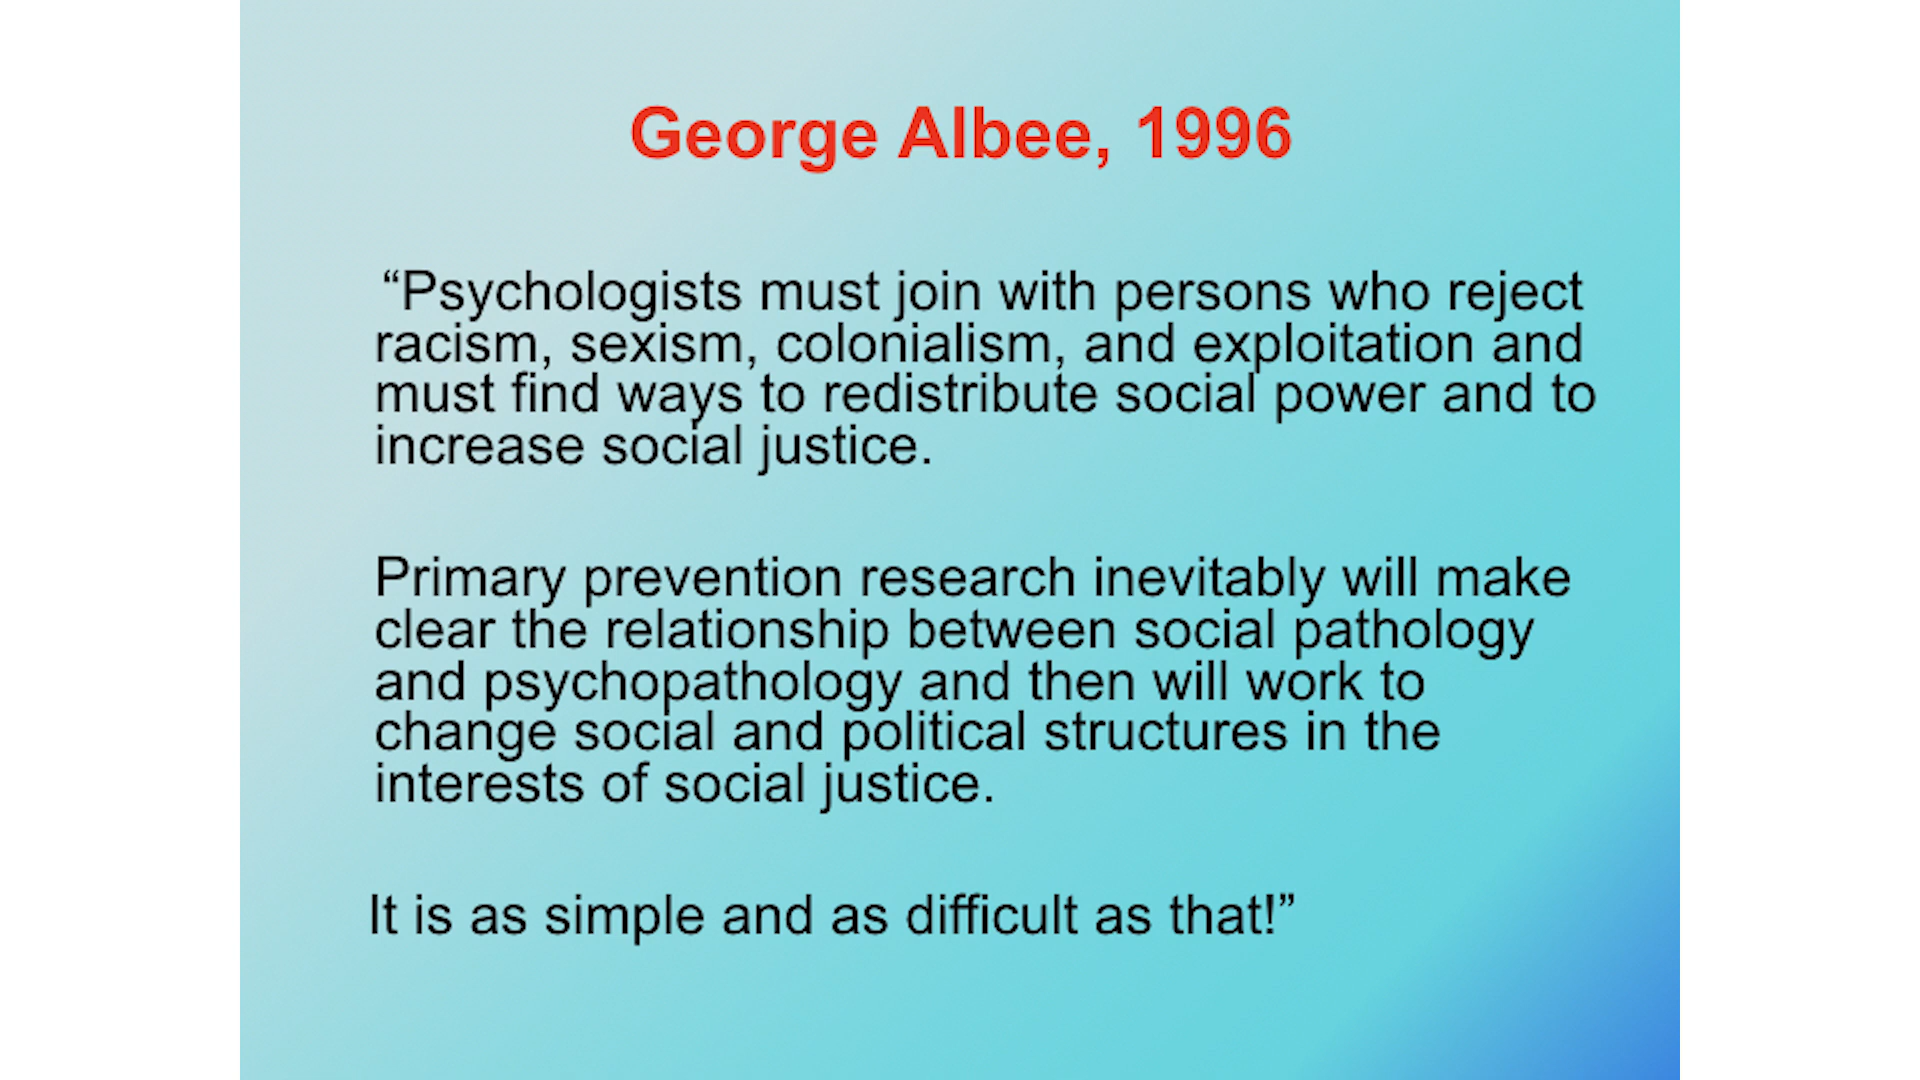 George Albee, 1996
“Psychologists must join with persons who reject
racism, sexism, colonialism, and exploitation and
must find ways to redistribute social power and to
increase social justice.
Primary prevention research inevitably will make
clear the relationship between social pathology
and psychopathology and then will work to
change social and political structures in the
interests of social justice.
It is as simple and as difficult as that!”